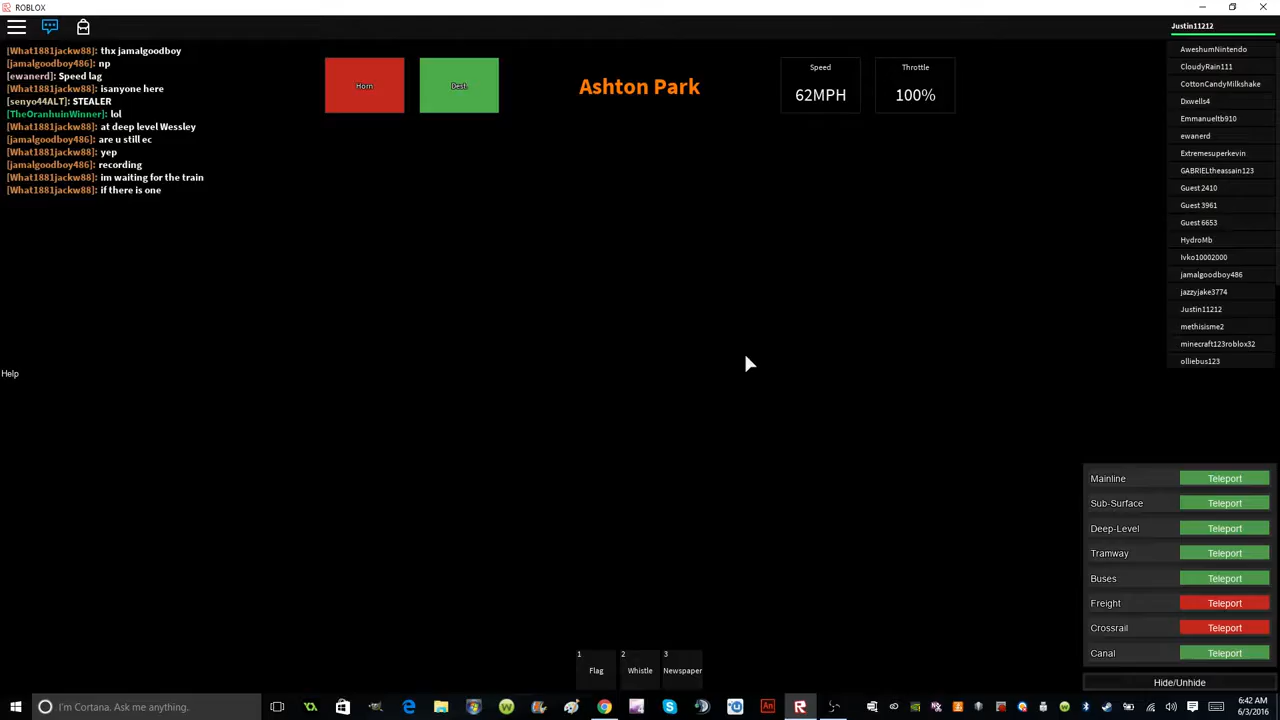 ROBLOX
Justin11212
[What1881jackw88]: thx jamalgoodboy
[jamalgoodboy486]: np
[ewanerd]: Speed lag
[What1881jackw88]: isanyone here
[senyo44ALT]: STEALER
[TheOranhuinWinner]: lol
[What1881jackw88]: at deep level Wessley
[jamalgoodboy486]: are u still ec
[What1881jackw88]: yep
[jamalgoodboy486]: recording
[What1881jackw88]: im waiting for the train
[What1881jackw88]: if there is one
Horn
Dest.
Ashton Park
Speed
62MPH
Throttle
100%
AweshumNintendo
CloudyRain111
CottonCandyMilkshake
Dxwells4
Emmanueltb910
ewanerd
Extremesuperkevin
GABRIELtheassain123
Guest 2410
Guest 3961
Guest 6653
HydroMb
Ivko10002000
jamalgoodboy486
jazzyjake3774
Justin11212
methisisme2
minecraft123roblox32
olliebus123
Help
Mainline Teleport
Sub-Surface Teleport
Deep-Level Teleport
Tramway Teleport
Buses Teleport
Freight Teleport
Crossrail Teleport
Canal Teleport
Hide/Unhide
1 Flag
2 Whistle
3 Newspaper
I'm Cortana. Ask me anything.
An
6:42 AM
6/3/2016